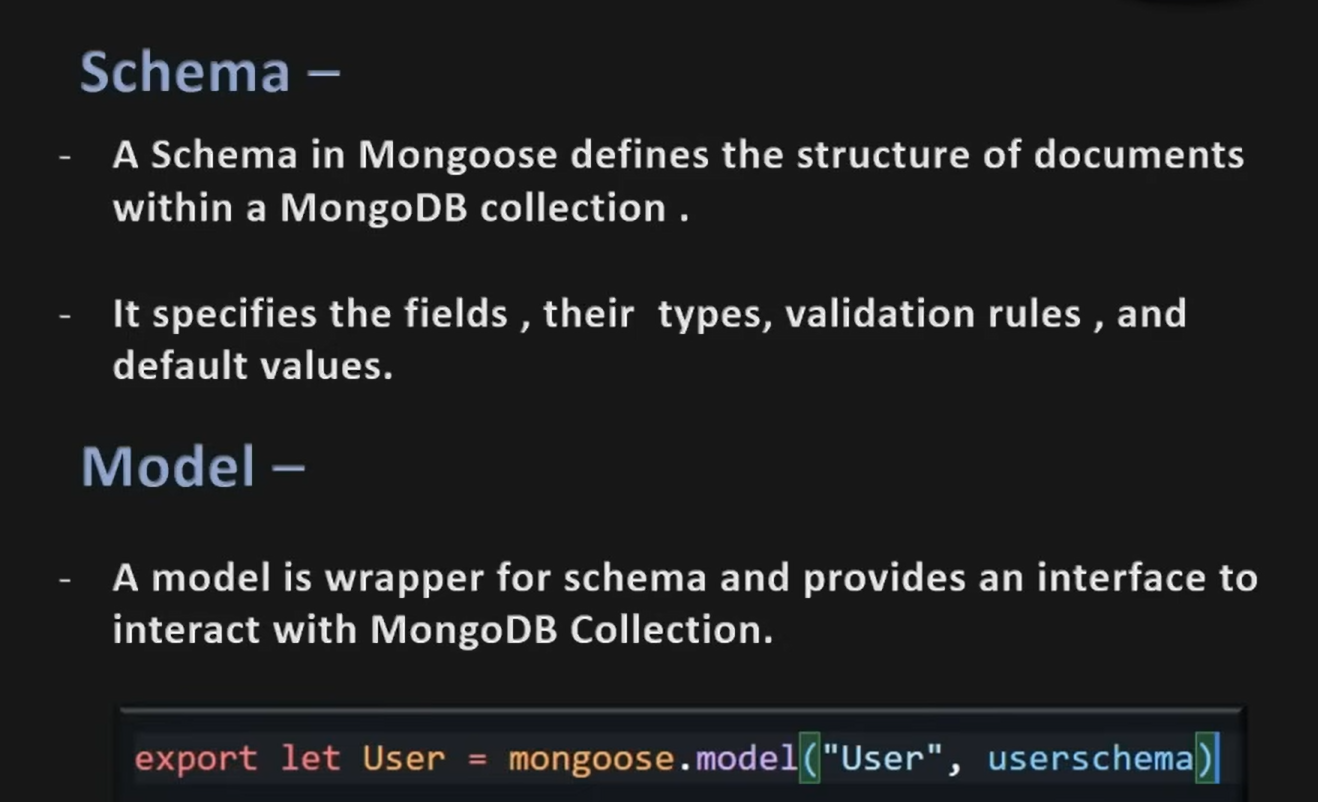 Schema –
- A Schema in Mongoose defines the structure of documents
within a MongoDB collection .
- It specifies the fields , their  types, validation rules , and
default values.
Model –
- A model is wrapper for schema and provides an interface to
interact with MongoDB Collection.
export let User = mongoose.model("User", userschema)